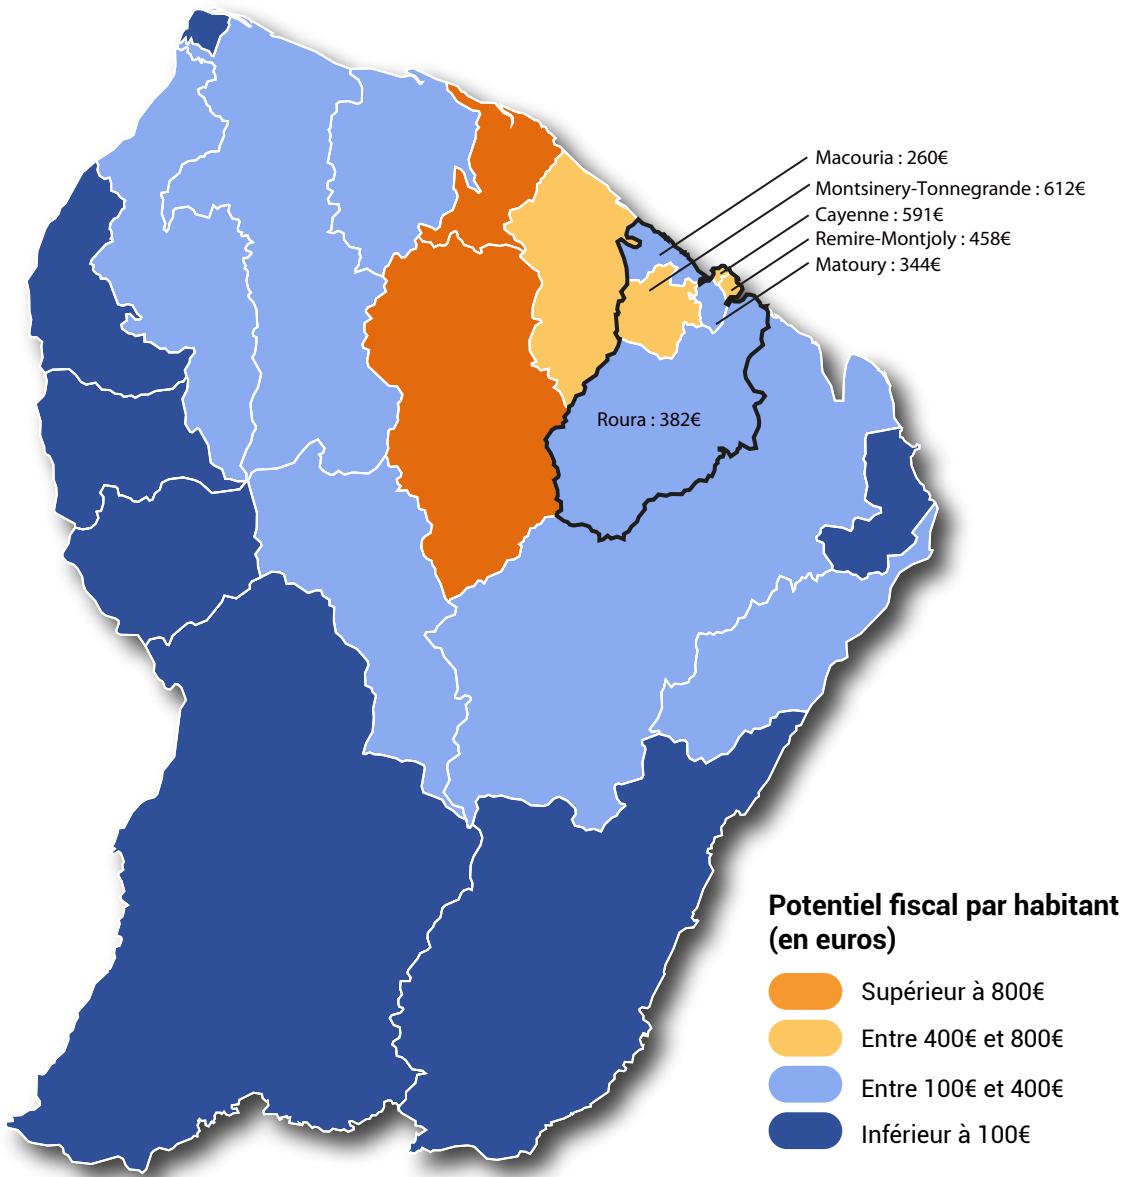 Macouria : 260€
Montsinery-Tonnegrande : 612€
Cayenne : 591€
Remire-Montjoly : 458€
Matoury : 344€
Roura : 382€
Potentiel fiscal par habitant
(en euros)
Supérieur à 800€
Entre 400€ et 800€
Entre 100€ et 400€
Inférieur à 100€